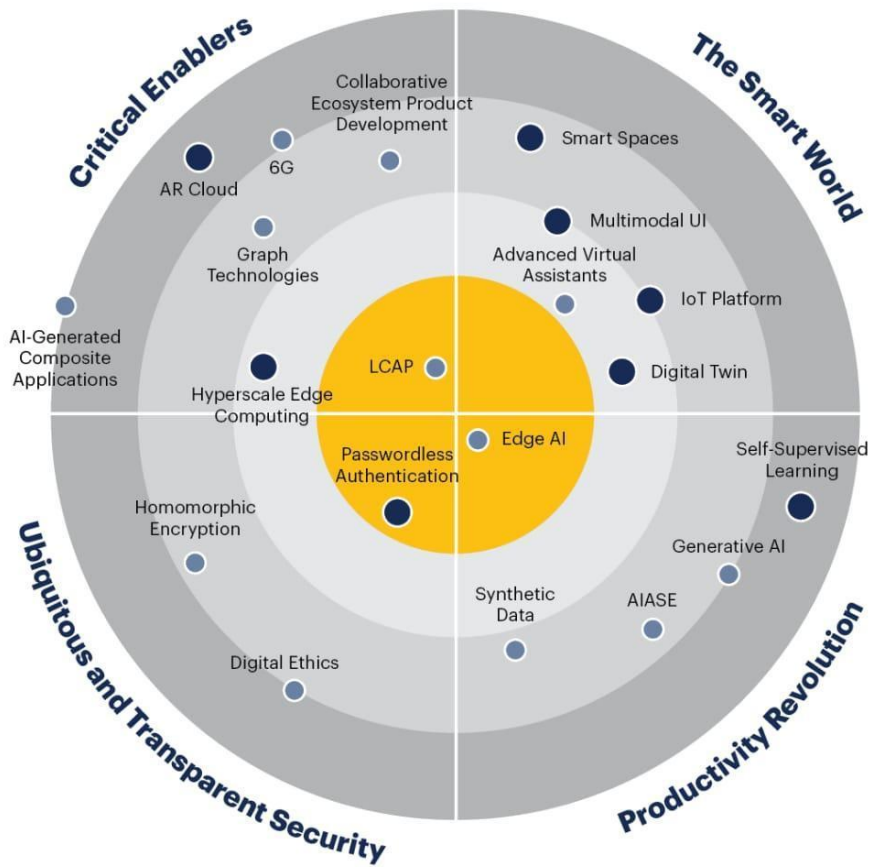 Critical Enablers
The Smart World
Collaborative
Ecosystem Product
Development
6G
AR Cloud
Smart Spaces
Multimodal UI
Graph
Technologies
Advanced Virtual
Assistants
IoT Platform
AI-Generated
Composite
Applications
LCAP
Digital Twin
Hyperscale Edge
Computing
Edge AI
Passwordless
Authentication
Self-Supervised
Learning
Homomorphic
Encryption
Generative AI
Synthetic
Data
AIASE
Digital Ethics
Ubiquitous and Transparent Security
Productivity Revolution